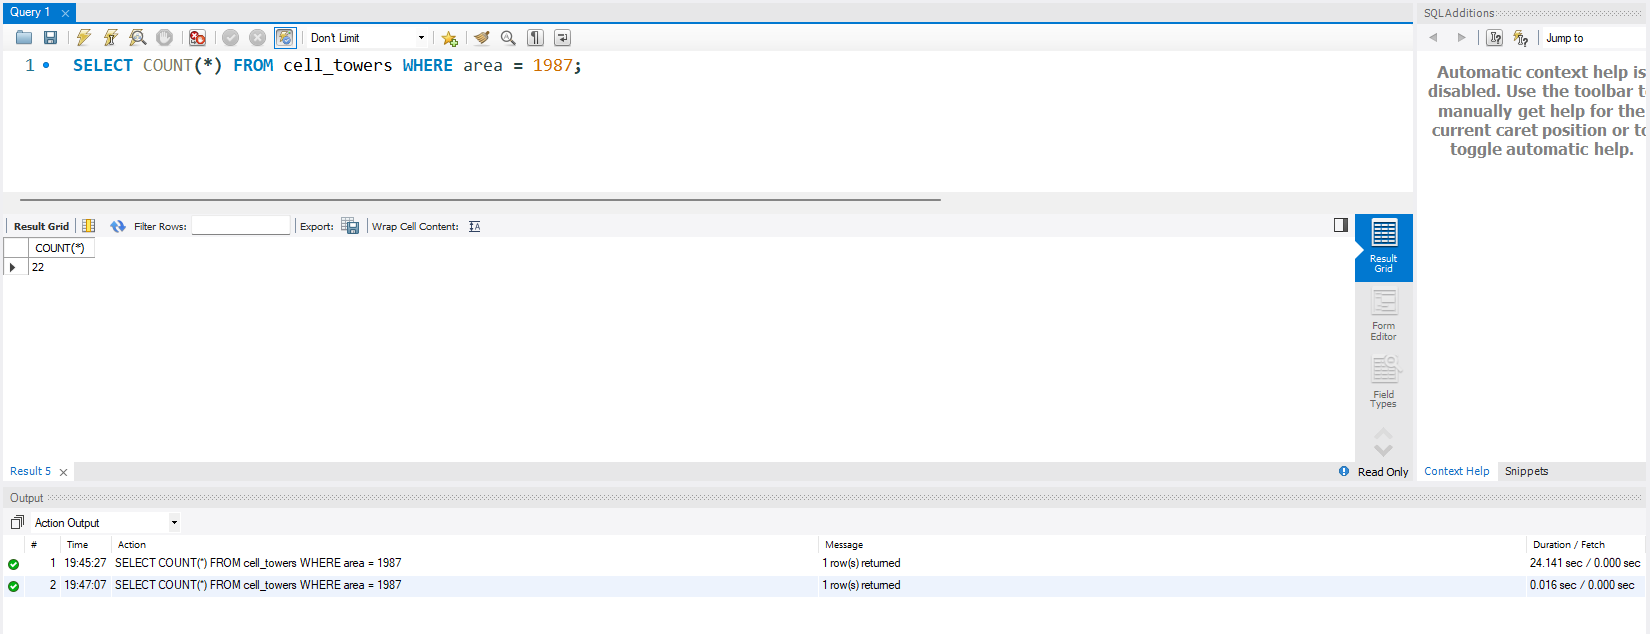 Query 1
Don't Limit
1 SELECT COUNT(*) FROM cell_towers WHERE area = 1987;
Result Grid Filter Rows: Export: Wrap Cell Content:
COUNT(*)
22
Result
Grid
Form
Editor
Field
Types
Result 5
Read Only
SQLAdditions
Jump to
Automatic context help is
disabled. Use the toolbar t
manually get help for the
current caret position or to
toggle automatic help.
Context Help Snippets
Output
Action Output
# Time Action Message Duration / Fetch
1 19:45:27 SELECT COUNT(*) FROM cell_towers WHERE area = 1987 1 row(s) returned 24.141 sec / 0.000 sec
2 19:47:07 SELECT COUNT(*) FROM cell_towers WHERE area = 1987 1 row(s) returned 0.016 sec / 0.000 sec